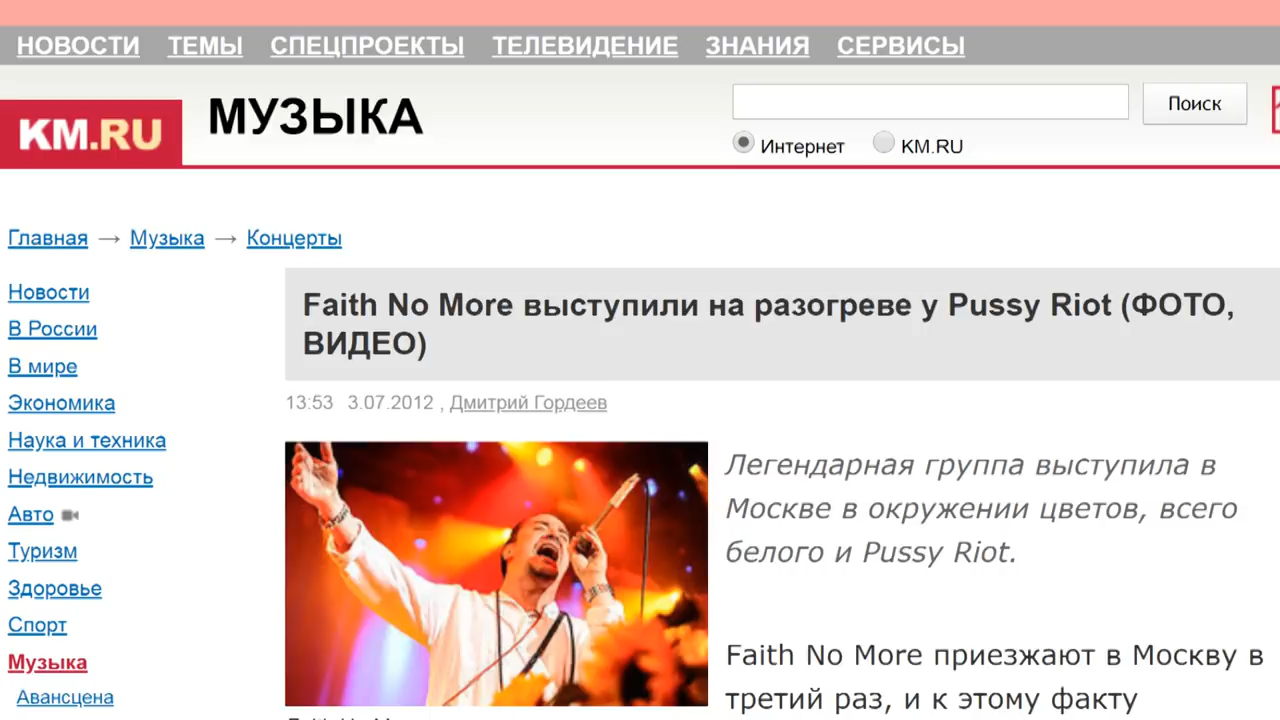 НОВОСТИ ТЕМЫ СПЕЦПРОЕКТЫ ТЕЛЕВИДЕНИЕ ЗНАНИЯ СЕРВИСЫ
KM.RU МУЗЫКА
Поиск
Интернет KM.RU
Главная → Музыка → Концерты
Новости
В России
В мире
Экономика
Наука и техника
Недвижимость
Авто
Туризм
Здоровье
Спорт
Музыка
Авансцена
Faith No More выступили на разогреве у Pussy Riot (ФОТО,
ВИДЕО)
13:53 3.07.2012 , Дмитрий Гордеев
Легендарная группа выступила в
Москве в окружении цветов, всего
белого и Pussy Riot.
Faith No More приезжают в Москву в
третий раз, и к этому факту